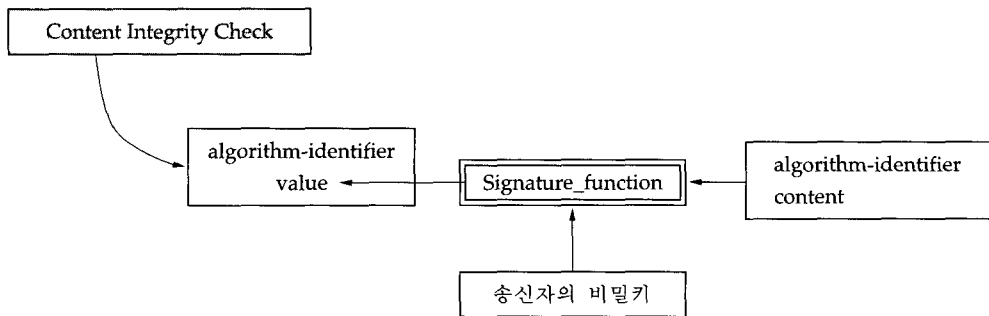 Content Integrity Check
algorithm-identifier
value
Signature_function
algorithm-identifier
content
송신자의 비밀키